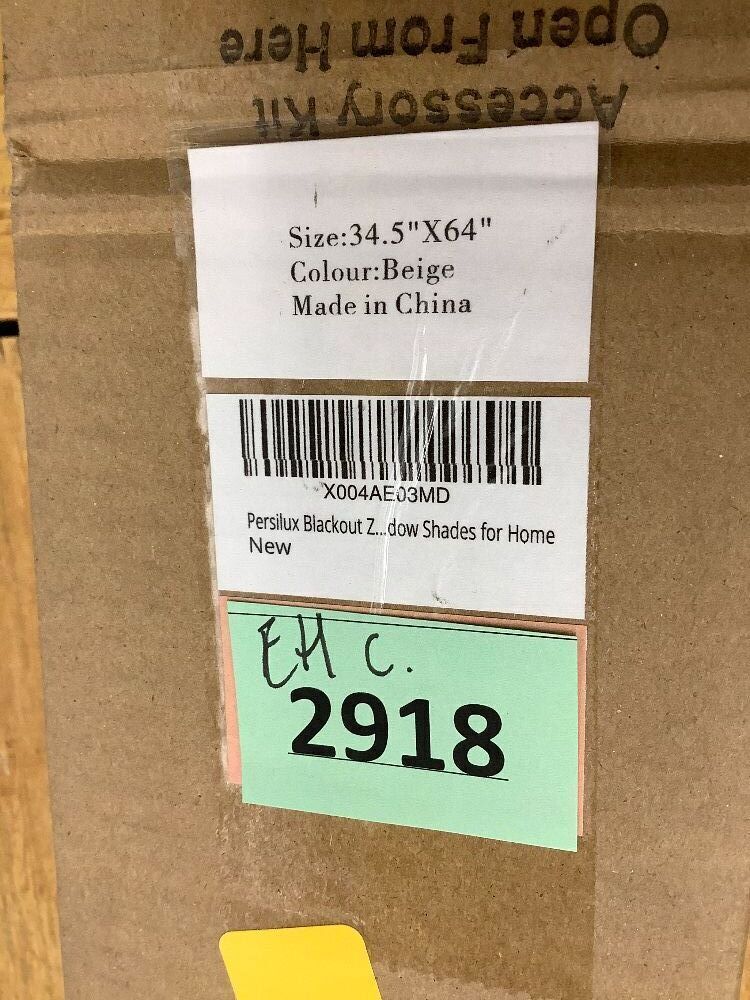 Accessory Kit
Open From Here
Size:34.5"X64"
Colour:Beige
Made in China
X004AE03MD
Persilux Blackout Z...dow Shades for Home
New
EH C.
2918